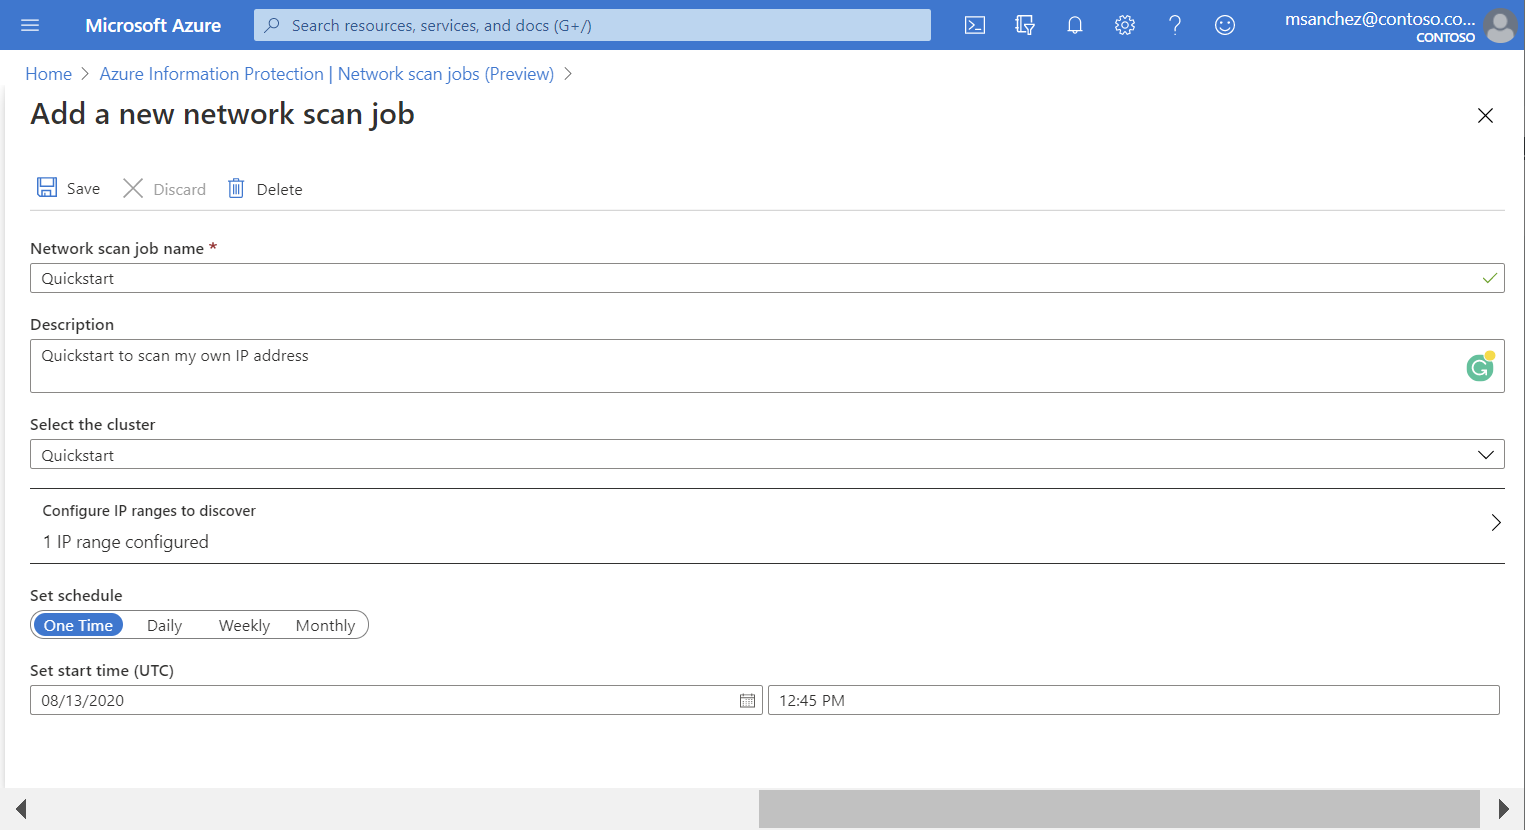 Microsoft Azure
Search resources, services, and docs (G+/)
msanchez@contoso.co...
CONTOSO
Home > Azure Information Protection | Network scan jobs (Preview) >
Add a new network scan job
Save Discard Delete
Network scan job name *
Quickstart
Description
Quickstart to scan my own IP address
Select the cluster
Quickstart
Configure IP ranges to discover
1 IP range configured
Set schedule
One Time Daily Weekly Monthly
Set start time (UTC)
08/13/2020 12:45 PM